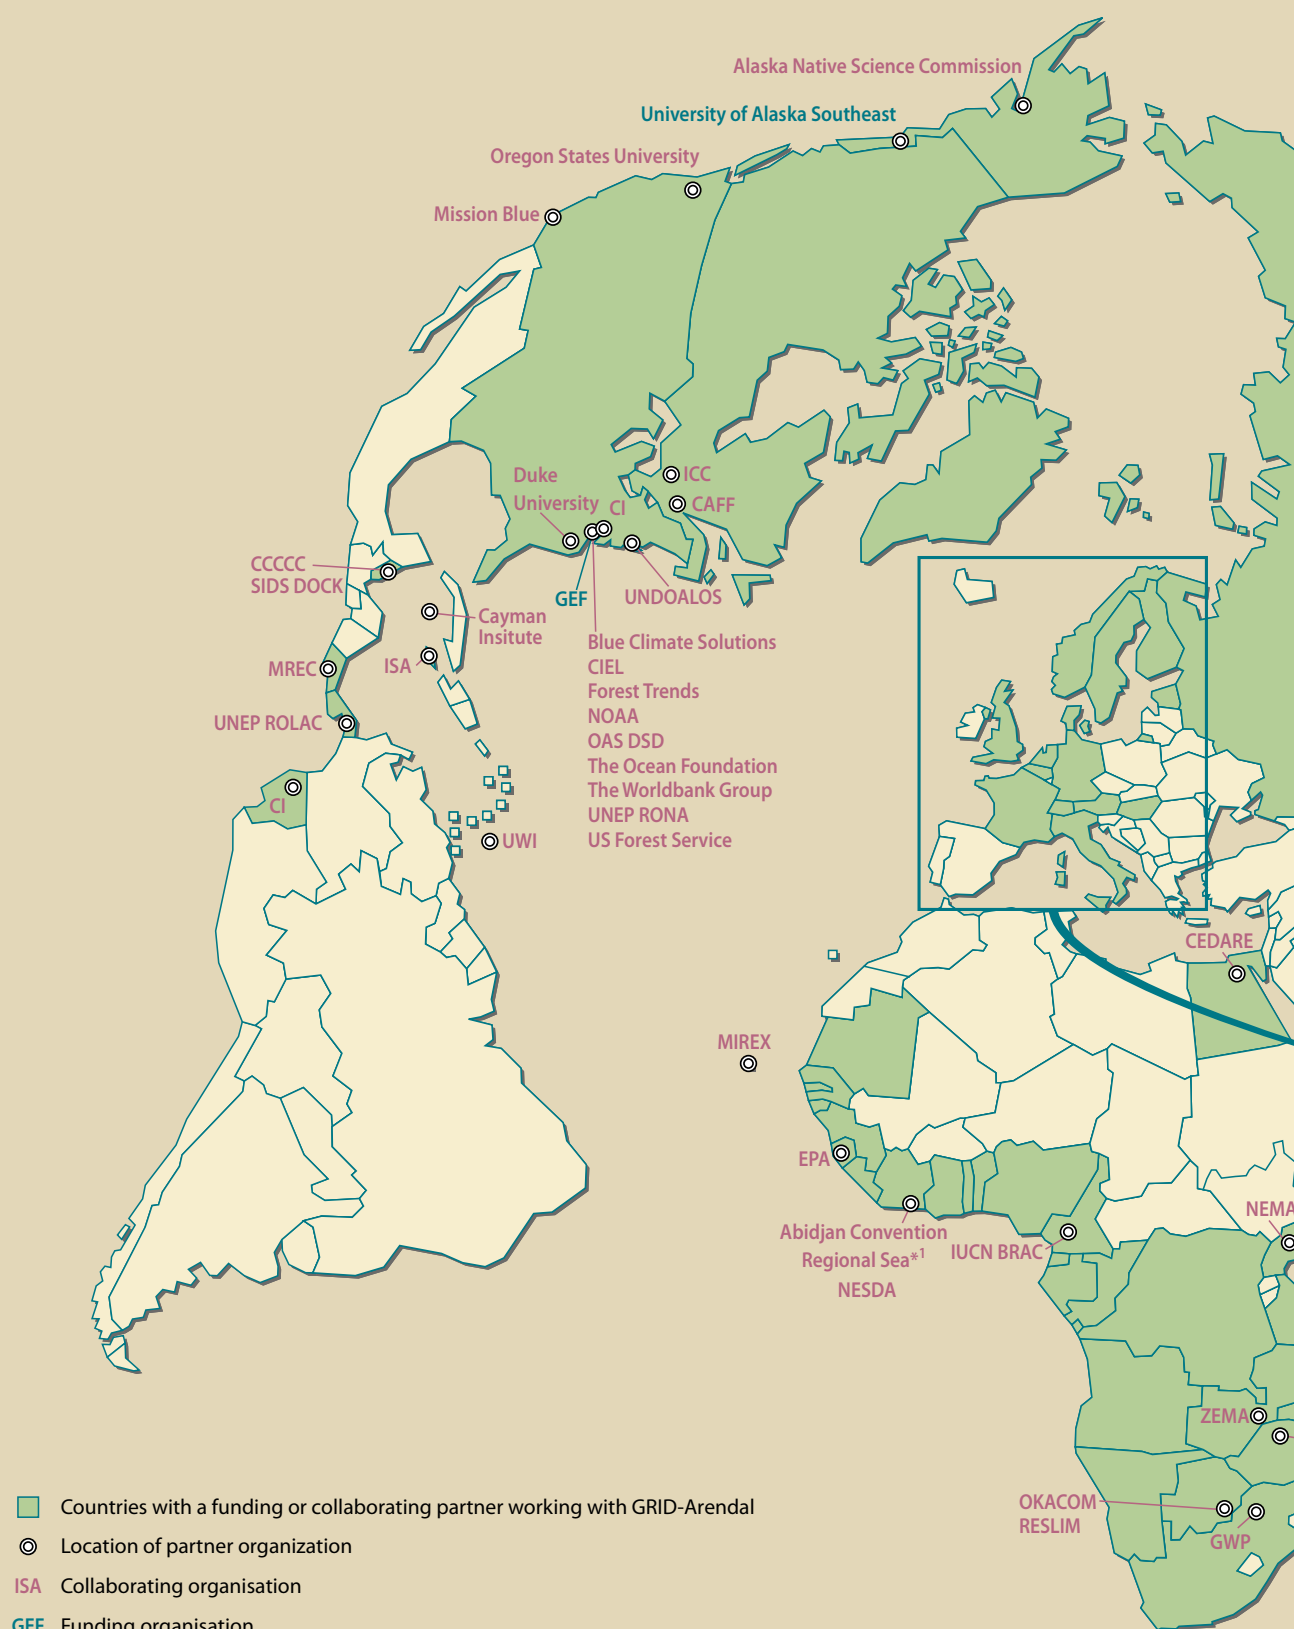 Alaska Native Science Commission
University of Alaska Southeast
Oregon States University
Mission Blue
Duke
University
CI
ICC
CAFF
CCCCC
SIDS DOCK
GEF
UNDOALOS
Cayman
Insitute
MREC
ISA
UNEP ROLAC
Blue Climate Solutions
CIEL
Forest Trends
NOAA
OAS DSD
The Ocean Foundation
The Worldbank Group
UNEP RONA
US Forest Service
CI
UWI
CEDARE
MIREX
EPA
Abidjan Convention
Regional Sea*1
NESDA
IUCN BRAC
NEMA
ZEMA
OKACOM
RESLIM
GWP
Countries with a funding or collaborating partner working with GRID-Arendal
Location of partner organization
ISA Collaborating organisation
GEF Funding organisation